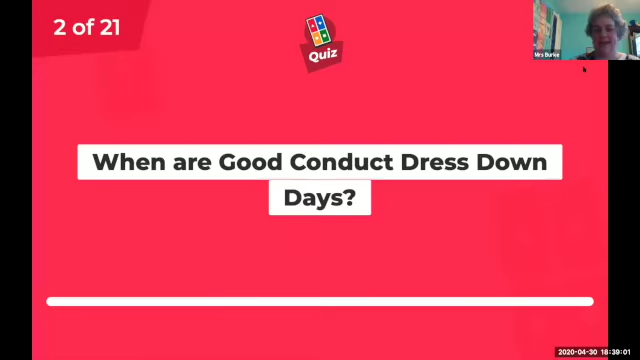 2 of 21
Quiz
Mrs Burke
When are Good Conduct Dress Down
Days?
2020-04-30 18:39:01